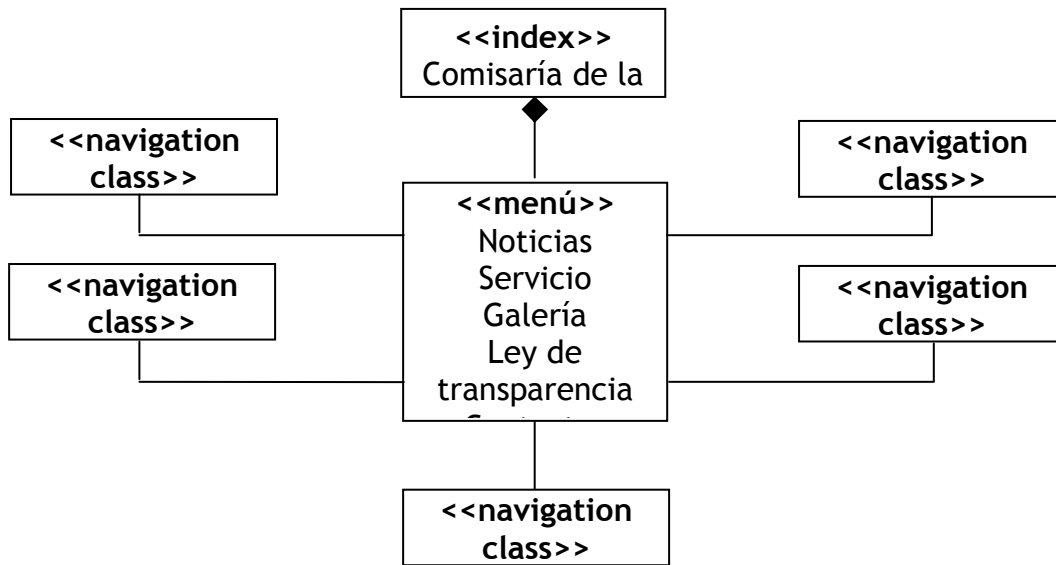 <<index>>
Comisaría de la
<<navigation
class>>
<<navigation
class>>
<<menú>>
Noticias
Servicio
Galería
Ley de
transparencia
<<navigation
class>>
<<navigation
class>>
<<navigation
class>>